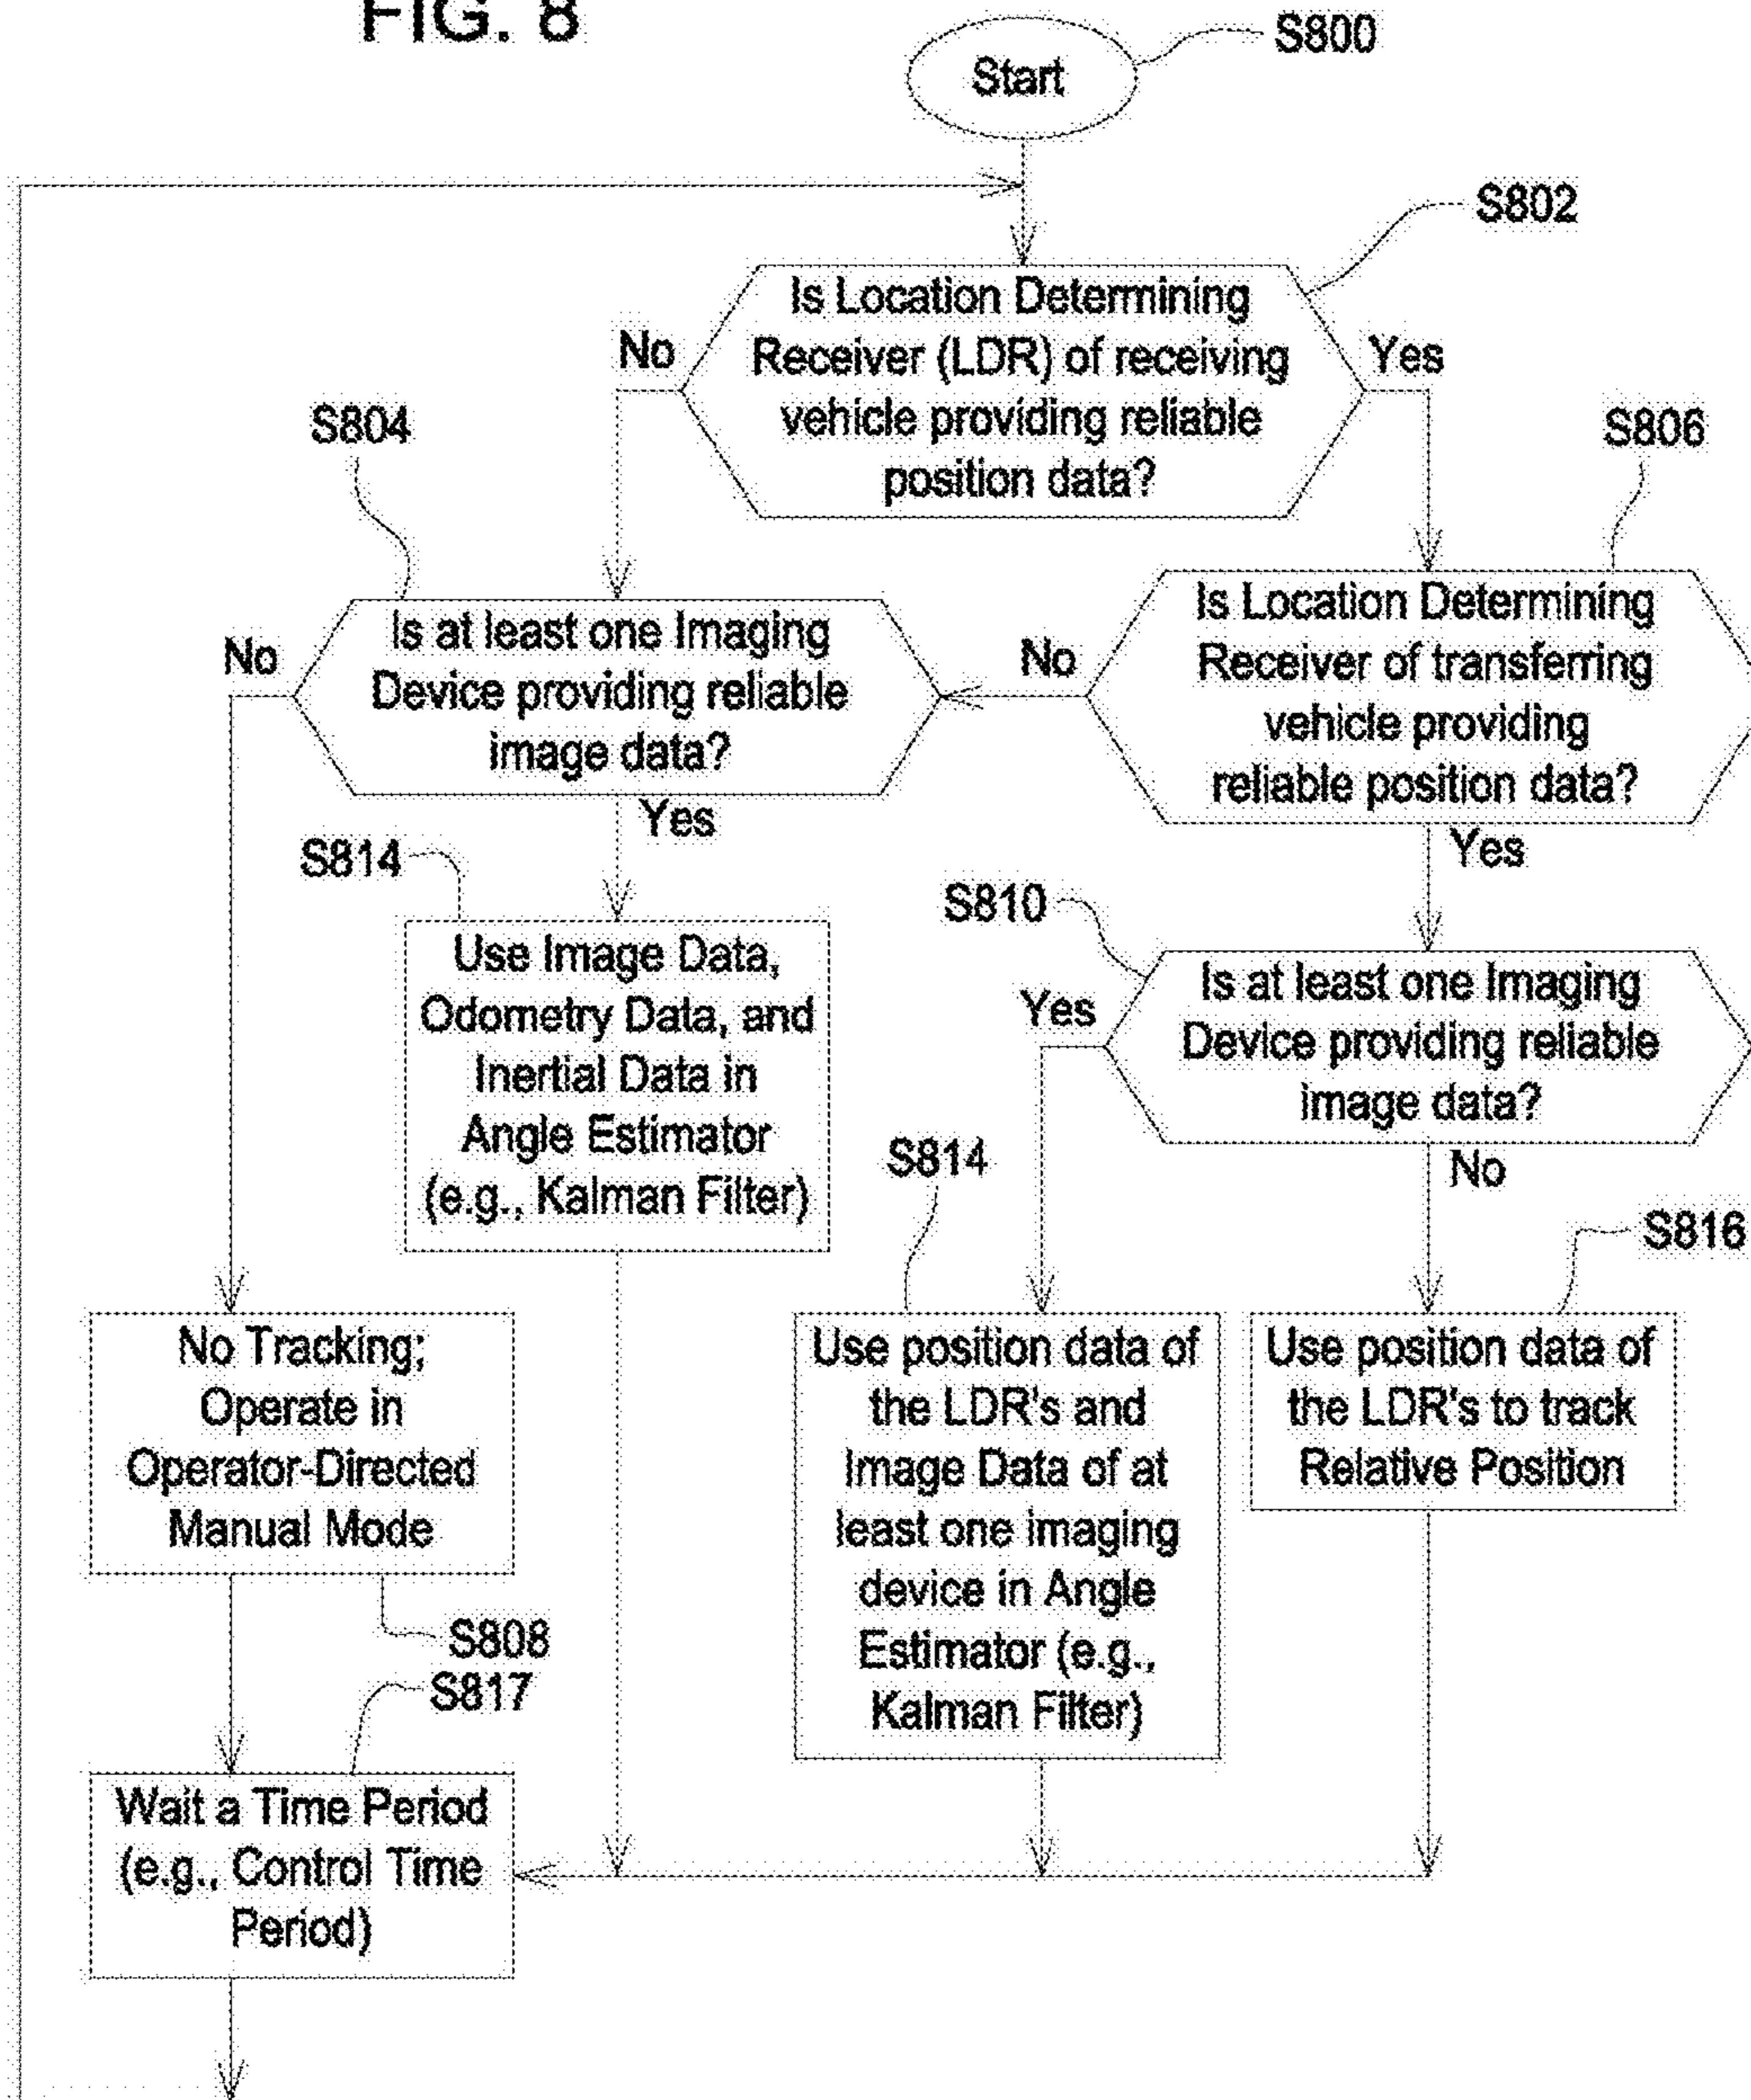 FIG. 8
S800
Start
S802
Is Location Determining
Receiver (LDR) of receiving
vehicle providing reliable
position data?
No
Yes
S804
S806
Is at least one Imaging
Device providing reliable
image data?
No
Yes
Is Location Determining
Receiver of transferring
vehicle providing
reliable position data?
No
Yes
S814
Use Image Data,
Odometry Data, and
Inertial Data in
Angle Estimator
(e.g., Kalman Filter)
S810
Is at least one Imaging
Device providing reliable
image data?
Yes
No
S814
S816
No Tracking;
Operate in
Operator-Directed
Manual Mode
S808
Use position data of
the LDR's and
Image Data of at
least one imaging
device in Angle
Estimator (e.g.,
Kalman Filter)
Use position data of
the LDR's to track
Relative Position
S817
Wait a Time Period
(e.g., Control Time
Period)